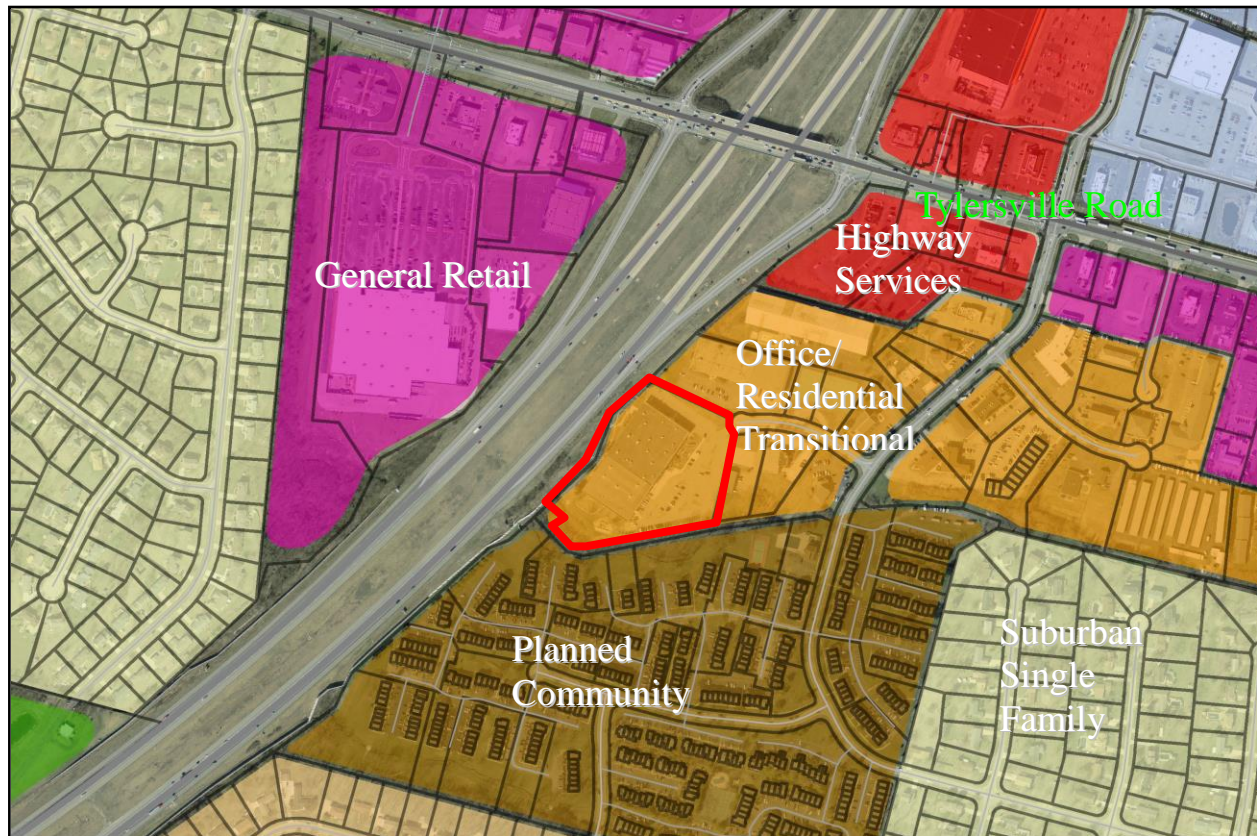 Tylersville Road
Highway
Services
General Retail
Office/
Residential
Transitional
Planned
Community
Suburban
Single
Family